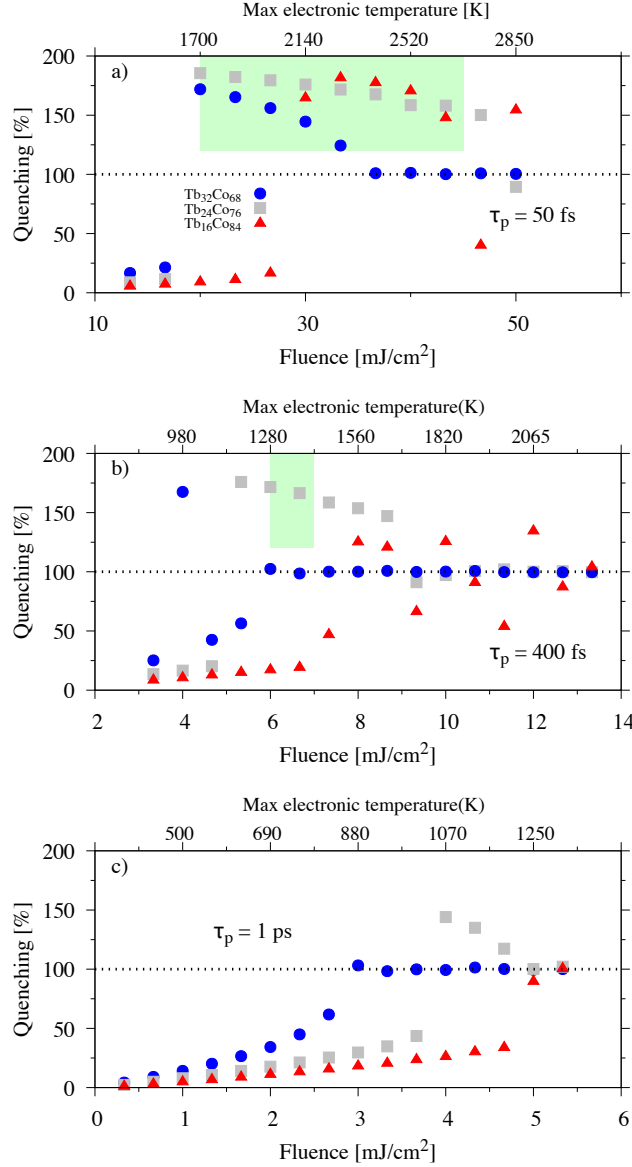 Max electronic temperature [K]
1700 2140 2520 2850
a)
200
150
100
50
0
Quenching [%]
Tb32Co68
Tb24Co76
Tb16Co84
τp = 50 fs
10 30 50
Fluence [mJ/cm²]
Max electronic temperature(K)
980 1280 1560 1820 2065
b)
200
150
100
50
0
Quenching [%]
τp = 400 fs
2 4 6 8 10 12 14
Fluence [mJ/cm²]
Max electronic temperature(K)
500 690 880 1070 1250
c)
200
150
100
50
0
Quenching [%]
τp = 1 ps
0 1 2 3 4 5 6
Fluence [mJ/cm²]